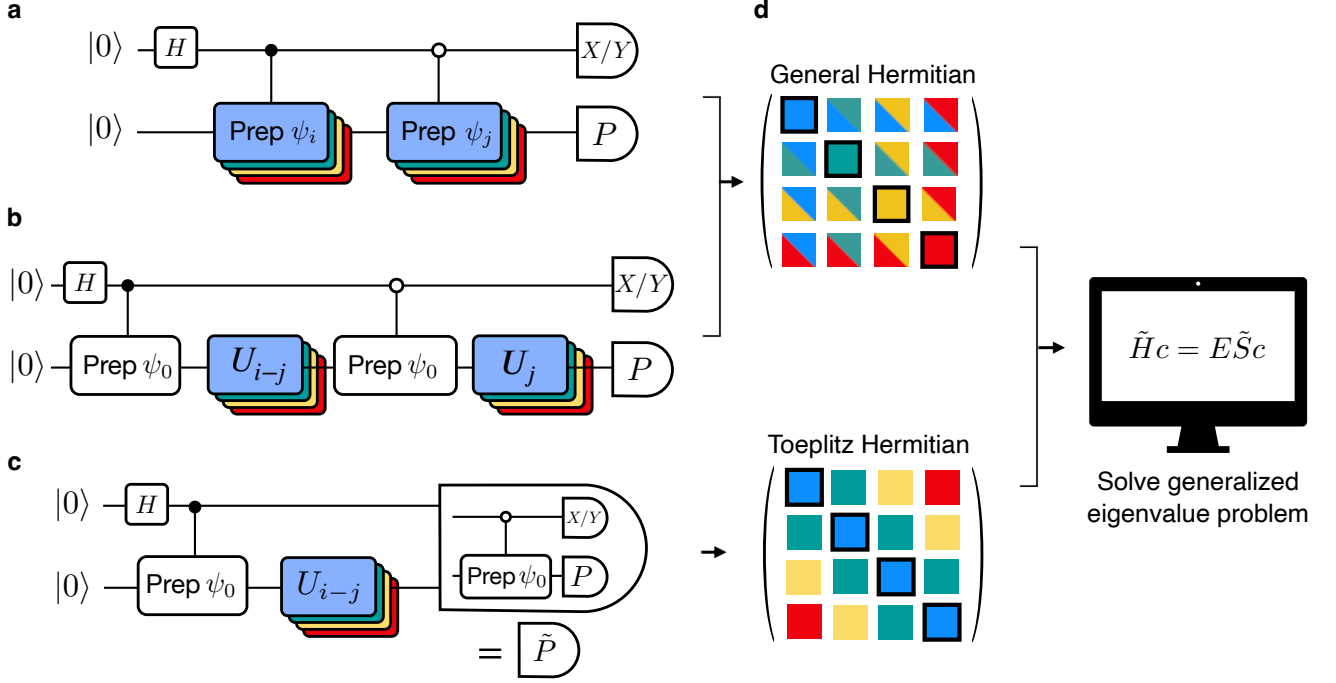 a
|0⟩ H X/Y
|0⟩ Prep ψ_i Prep ψ_j P
b
|0⟩ H X/Y
|0⟩ Prep ψ_0 U_{i−j} Prep ψ_0 U_j P
c
|0⟩ H X/Y
|0⟩ Prep ψ_0 U_{i−j} Prep ψ_0 P
= P̃
d
General Hermitian
Toeplitz Hermitian
H̃c = ES̃c
Solve generalized
eigenvalue problem